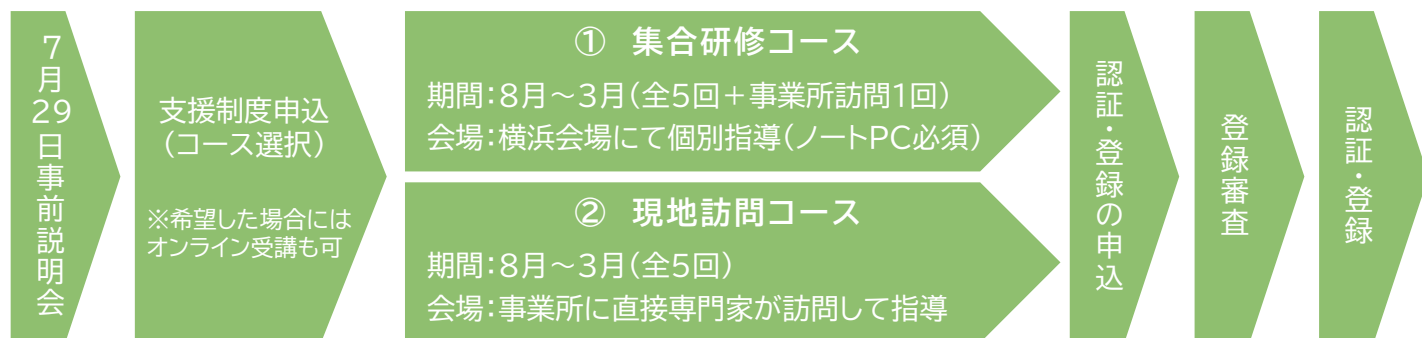 7月29日事前説明会
支援制度申込
(コース選択)
※希望した場合には
オンライン受講も可
① 集合研修コース
期間：8月～3月(全5回＋事業所訪問1回)
会場：横浜会場にて個別指導(ノートPC必須)
② 現地訪問コース
期間：8月～3月(全5回)
会場：事業所に直接専門家が訪問して指導
認証・登録の申込
登録審査
認証・登録